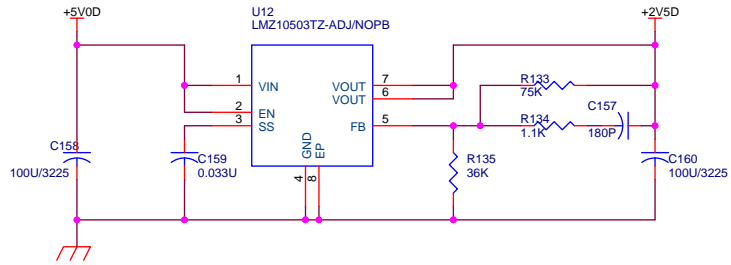 +5V0D
U12
LMZ10503TZ-ADJ/NOPB
+2V5D
1
VIN
VOUT
7
VOUT
6
2
EN
3
SS
FB
5
GND
EP
4
8
R133
75K
R134
1.1K
C157
180P
C158
100U/3225
C159
0.033U
R135
36K
C160
100U/3225